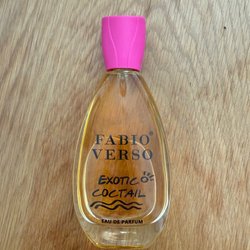 FABIO®
VERSO
EXOTIC
COCTAIL
EAU DE PARFUM